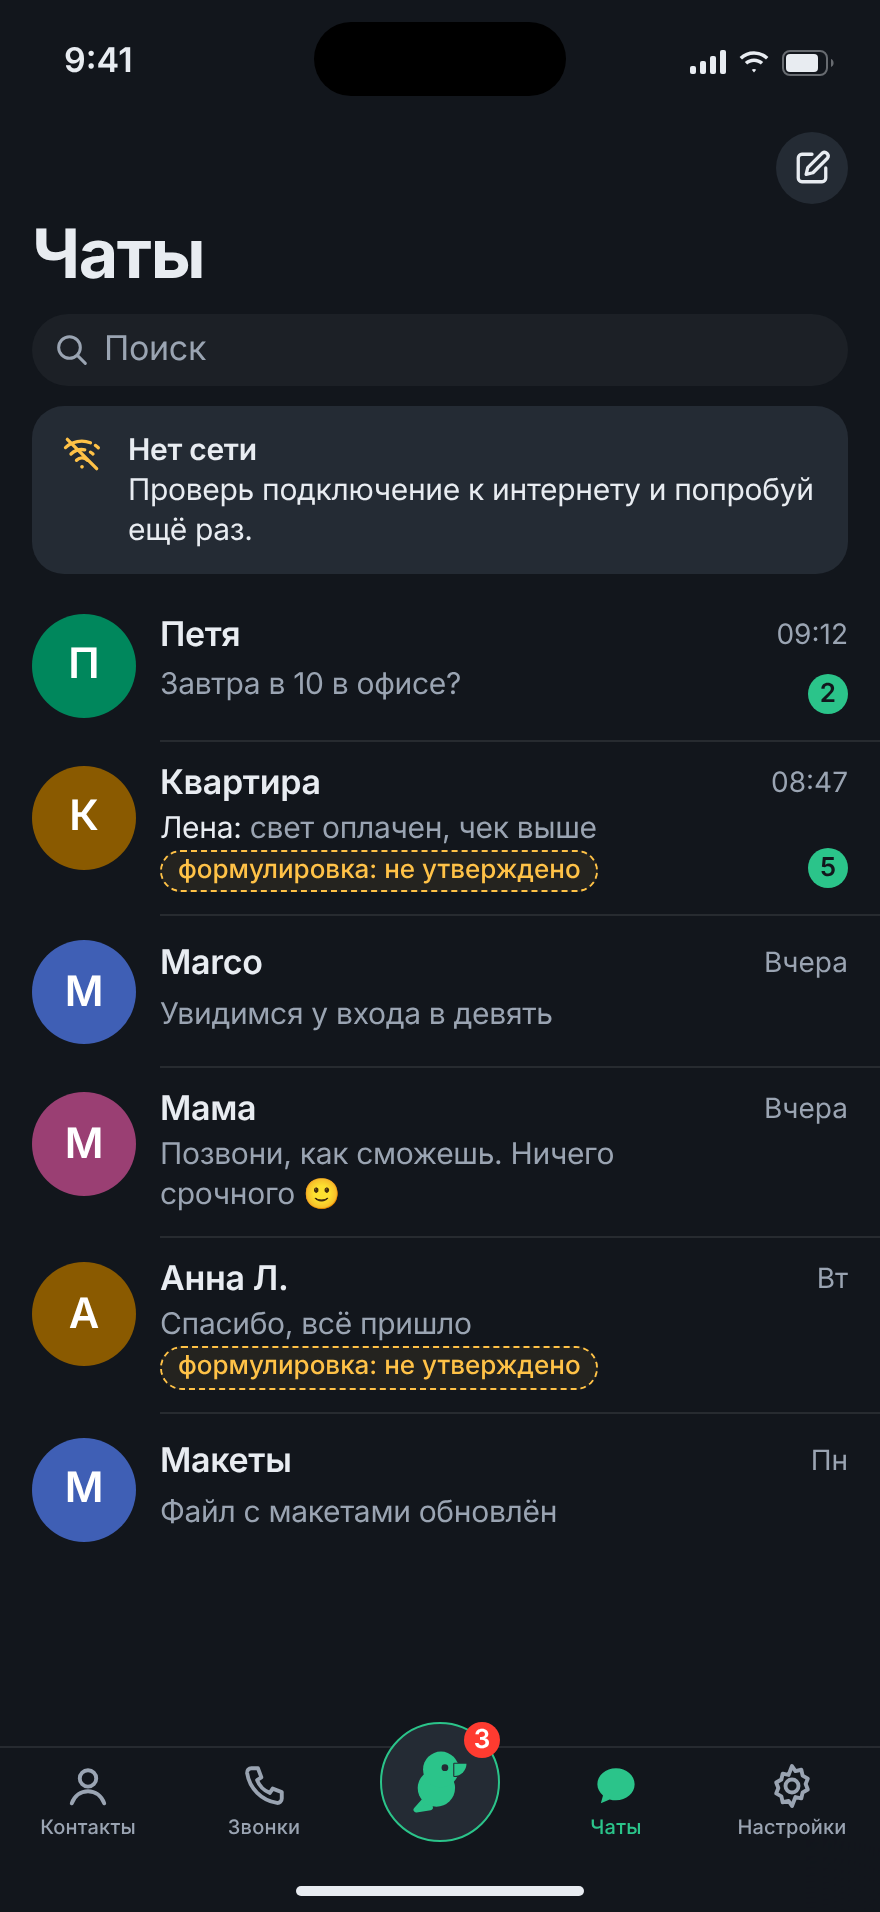 9:41
Чаты
Поиск
Нет сети
Проверь подключение к интернету и попробуй
ещё раз.
П
Петя
09:12
Завтра в 10 в офисе?
2
К
Квартира
08:47
Лена: свет оплачен, чек выше
формулировка: не утверждено
5
M
Marco
Вчера
Увидимся у входа в девять
М
Мама
Вчера
Позвони, как сможешь. Ничего
срочного 🙂
А
Анна Л.
Вт
Спасибо, всё пришло
формулировка: не утверждено
М
Макеты
Пн
Файл с макетами обновлён
3
Контакты
Звонки
Чаты
Настройки